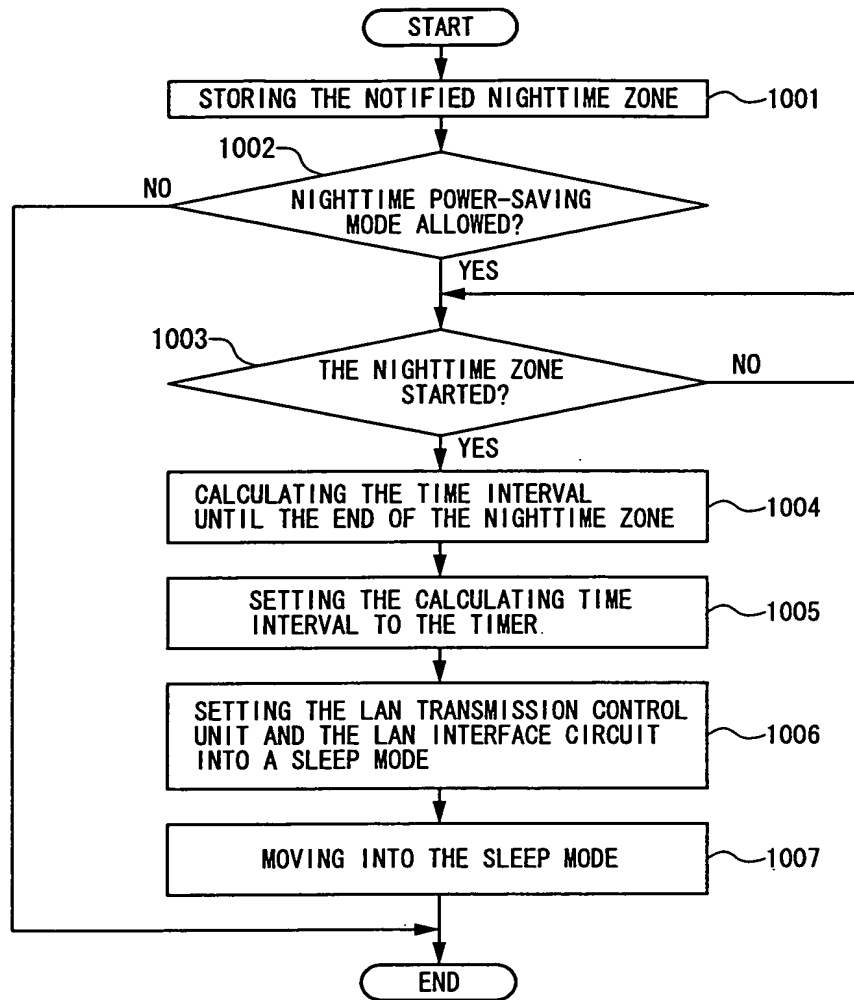 START
STORING THE NOTIFIED NIGHTTIME ZONE
1001
1002
NO
NIGHTTIME POWER-SAVING
MODE ALLOWED?
YES
1003
THE NIGHTTIME ZONE
STARTED?
NO
YES
CALCULATING THE TIME INTERVAL
UNTIL THE END OF THE NIGHTTIME ZONE
1004
SETTING THE CALCULATING TIME
INTERVAL TO THE TIMER.
1005
SETTING THE LAN TRANSMISSION CONTROL
UNIT AND THE LAN INTERFACE CIRCUIT
INTO A SLEEP MODE
1006
MOVING INTO THE SLEEP MODE
1007
END